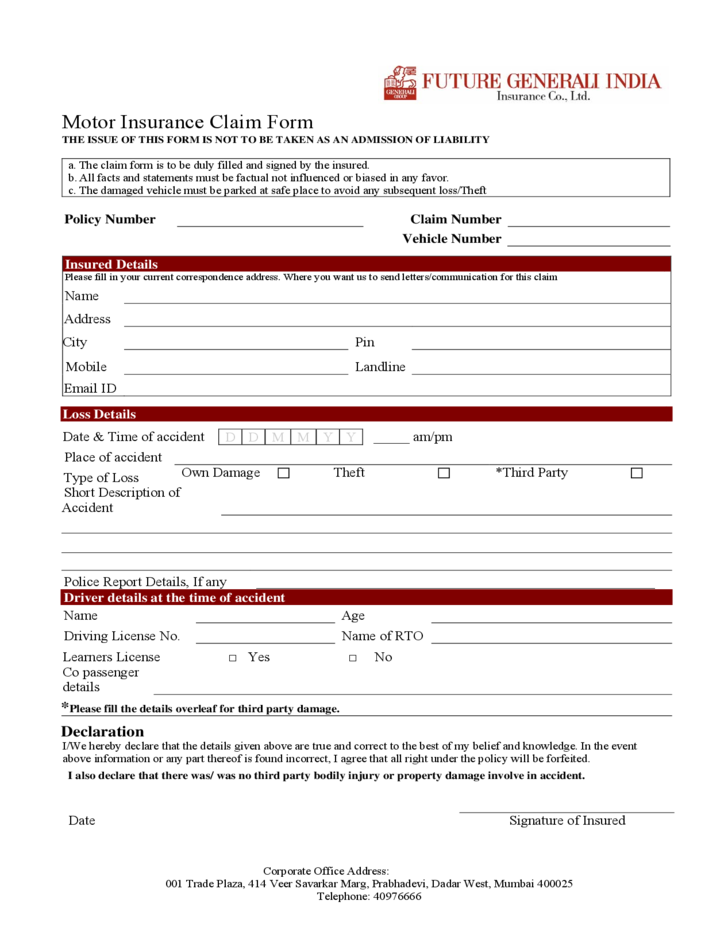 GENERALI
GROUP
FUTURE GENERALI INDIA
Insurance Co., Ltd.
Motor Insurance Claim Form
THE ISSUE OF THIS FORM IS NOT TO BE TAKEN AS AN ADMISSION OF LIABILITY
a. The claim form is to be duly filled and signed by the insured.
b. All facts and statements must be factual not influenced or biased in any favor.
c. The damaged vehicle must be parked at safe place to avoid any subsequent loss/Theft
Policy Number Claim Number
Vehicle Number
Insured Details
Please fill in your current correspondence address. Where you want us to send letters/communication for this claim
Name
Address
City Pin
Mobile Landline
Email ID
Loss Details
Date & Time of accident D D M M Y Y am/pm
Place of accident
Type of Loss Own Damage Theft *Third Party
Short Description of
Accident
Police Report Details, If any
Driver details at the time of accident
Name Age
Driving License No. Name of RTO
Learners License Yes No
Co passenger
details
*Please fill the details overleaf for third party damage.
Declaration
I/We hereby declare that the details given above are true and correct to the best of my belief and knowledge. In the event
above information or any part thereof is found incorrect, I agree that all right under the policy will be forfeited.
I also declare that there was/ was no third party bodily injury or property damage involve in accident.
Date Signature of Insured
Corporate Office Address:
001 Trade Plaza, 414 Veer Savarkar Marg, Prabhadevi, Dadar West, Mumbai 400025
Telephone: 40976666